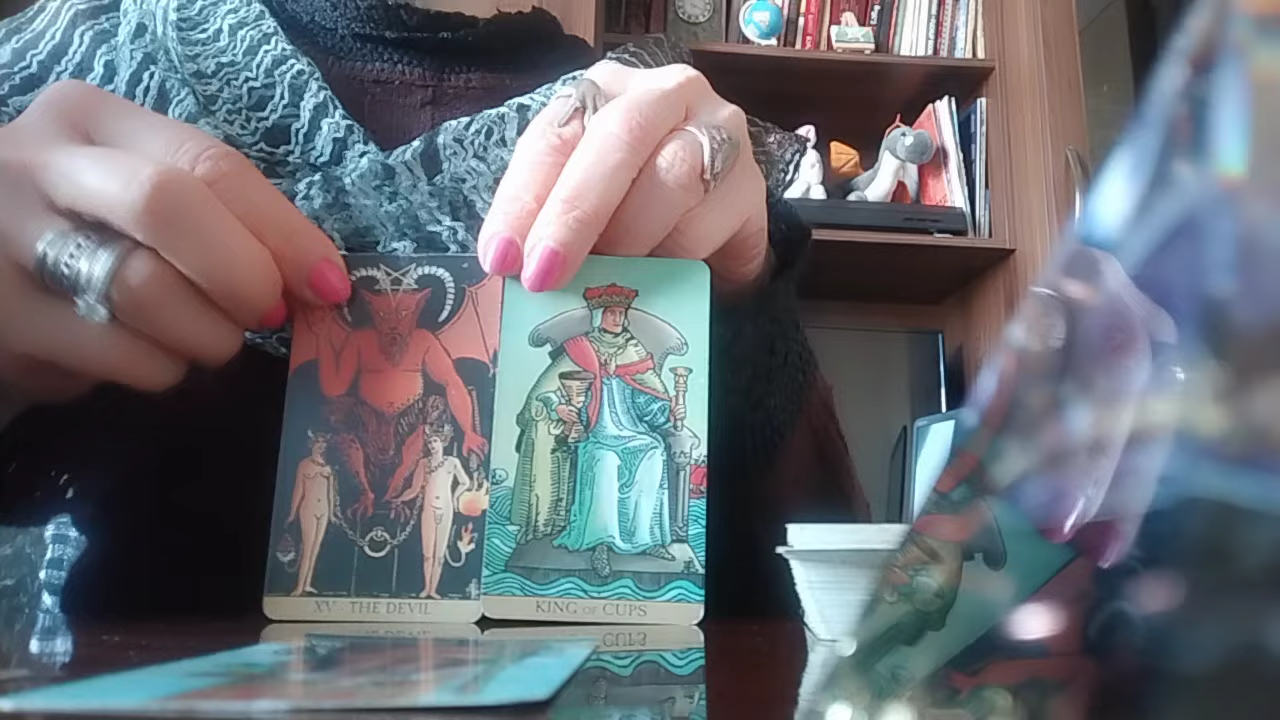 XV • THE DEVIL
KING OF CUPS